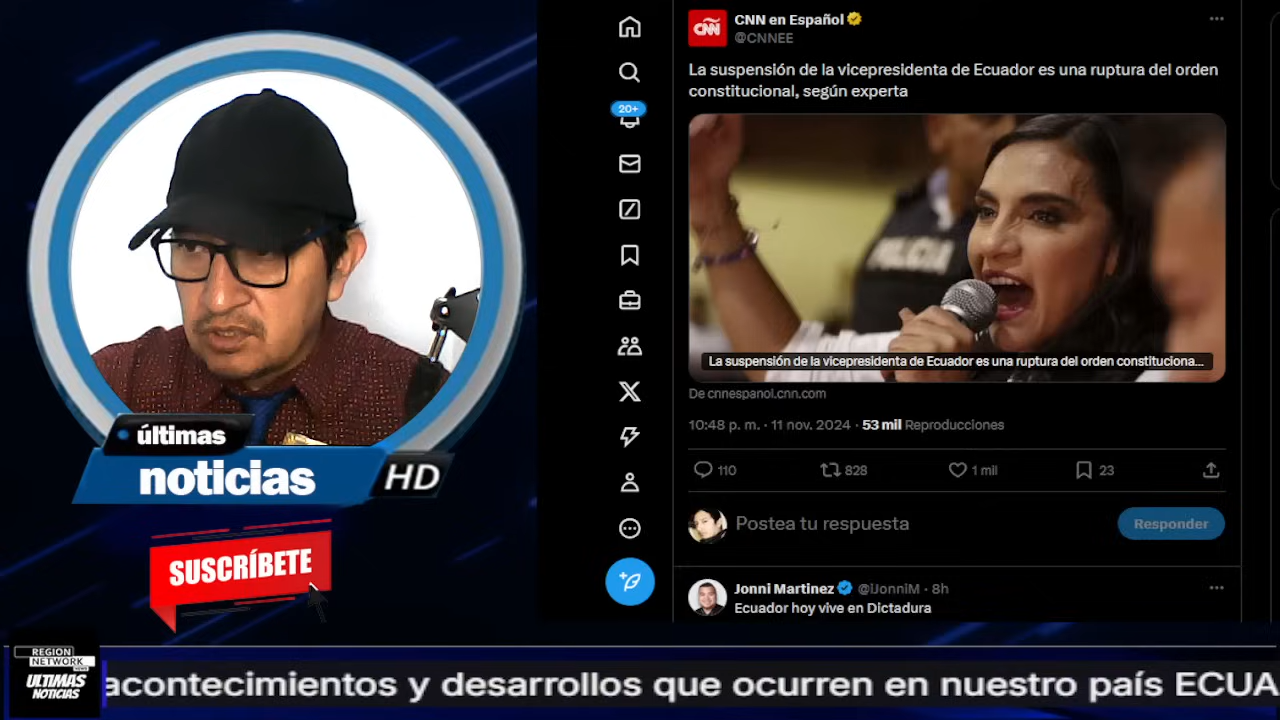 CNN en Español
@CNNEE
La suspensión de la vicepresidenta de Ecuador es una ruptura del orden
constitucional, según experta
20+
CNN
POLICIA
La suspensión de la vicepresidenta de Ecuador es una ruptura del orden constituciona...
De cnnespanol.cnn.com
10:48 p. m. · 11 nov. 2024 · 53 mil Reproducciones
110 828 1 mil 23
Postea tu respuesta
Responder
Jonni Martinez @lJonniM · 8h
Ecuador hoy vive en Dictadura
últimas
noticias HD
SUSCRÍBETE
REGION
NETWORK
ULTIMAS
NOTICIAS
acontecimientos y desarrollos que ocurren en nuestro país ECUA